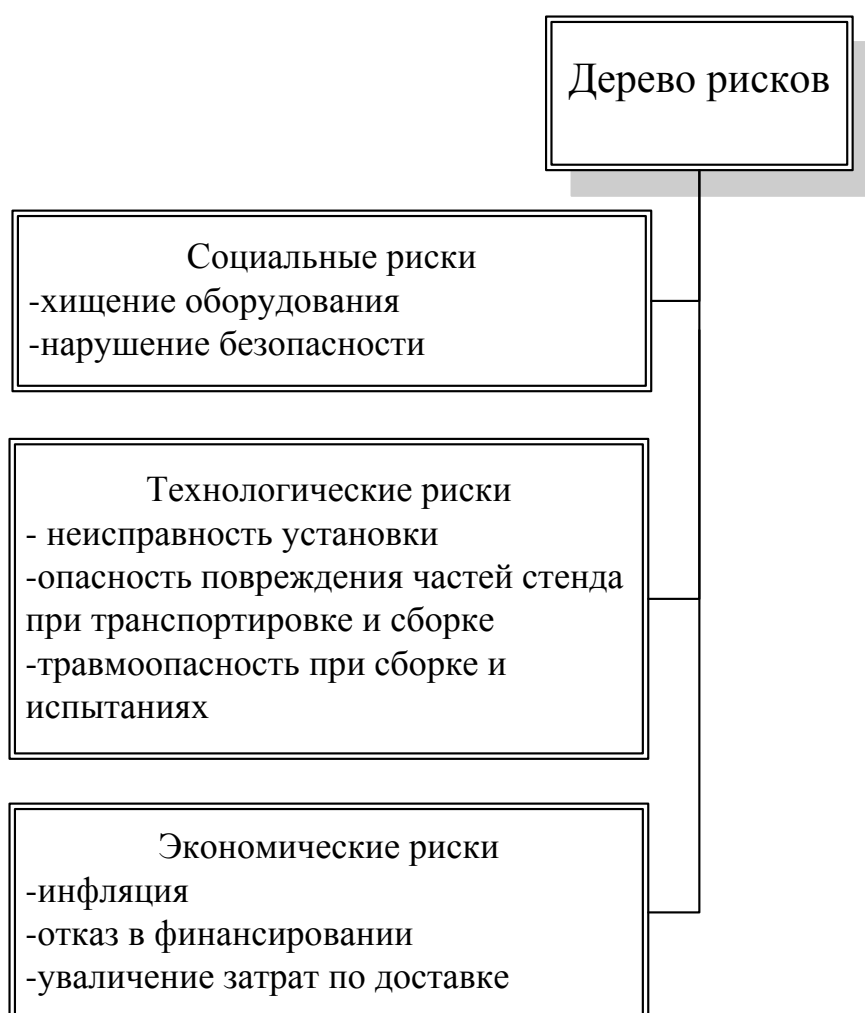 Дерево рисков
Социальные риски
-хищение оборудования
-нарушение безопасности
Технологические риски
- неисправность установки
-опасность повреждения частей стенда
при транспортировке и сборке
-травмоопасность при сборке и
испытаниях
Экономические риски
-инфляция
-отказ в финансировании
-уваличение затрат по доставке